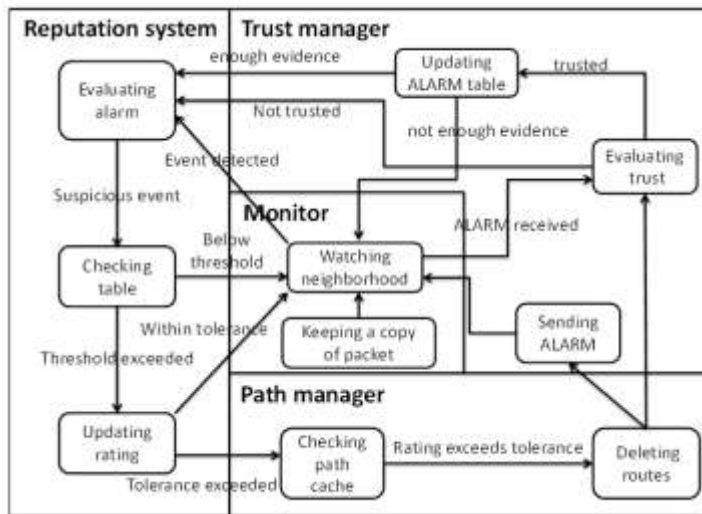 Reputation system
Trust manager
enough evidence
Updating
ALARM table
trusted
Evaluating
alarm
Not trusted
not enough evidence
Event detected
Evaluating
trust
Suspicious event
Monitor
ALARM received
Below
threshold
Watching
neighborhood
Checking
table
Within tolerance
Keeping a copy
of packet
Sending
ALARM
Threshold exceeded
Path manager
Updating
rating
Checking
path
cache
Rating exceeds tolerance
Deleting
routes
Tolerance exceeded